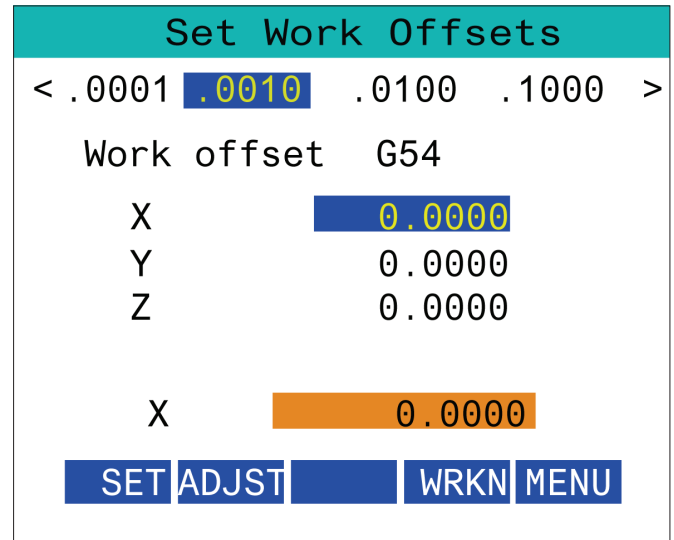 Set Work Offsets
< .0001 .0010 .0100 .1000 >
Work offset G54
X 0.0000
Y 0.0000
Z 0.0000
X 0.0000
SET ADJST WRKN MENU